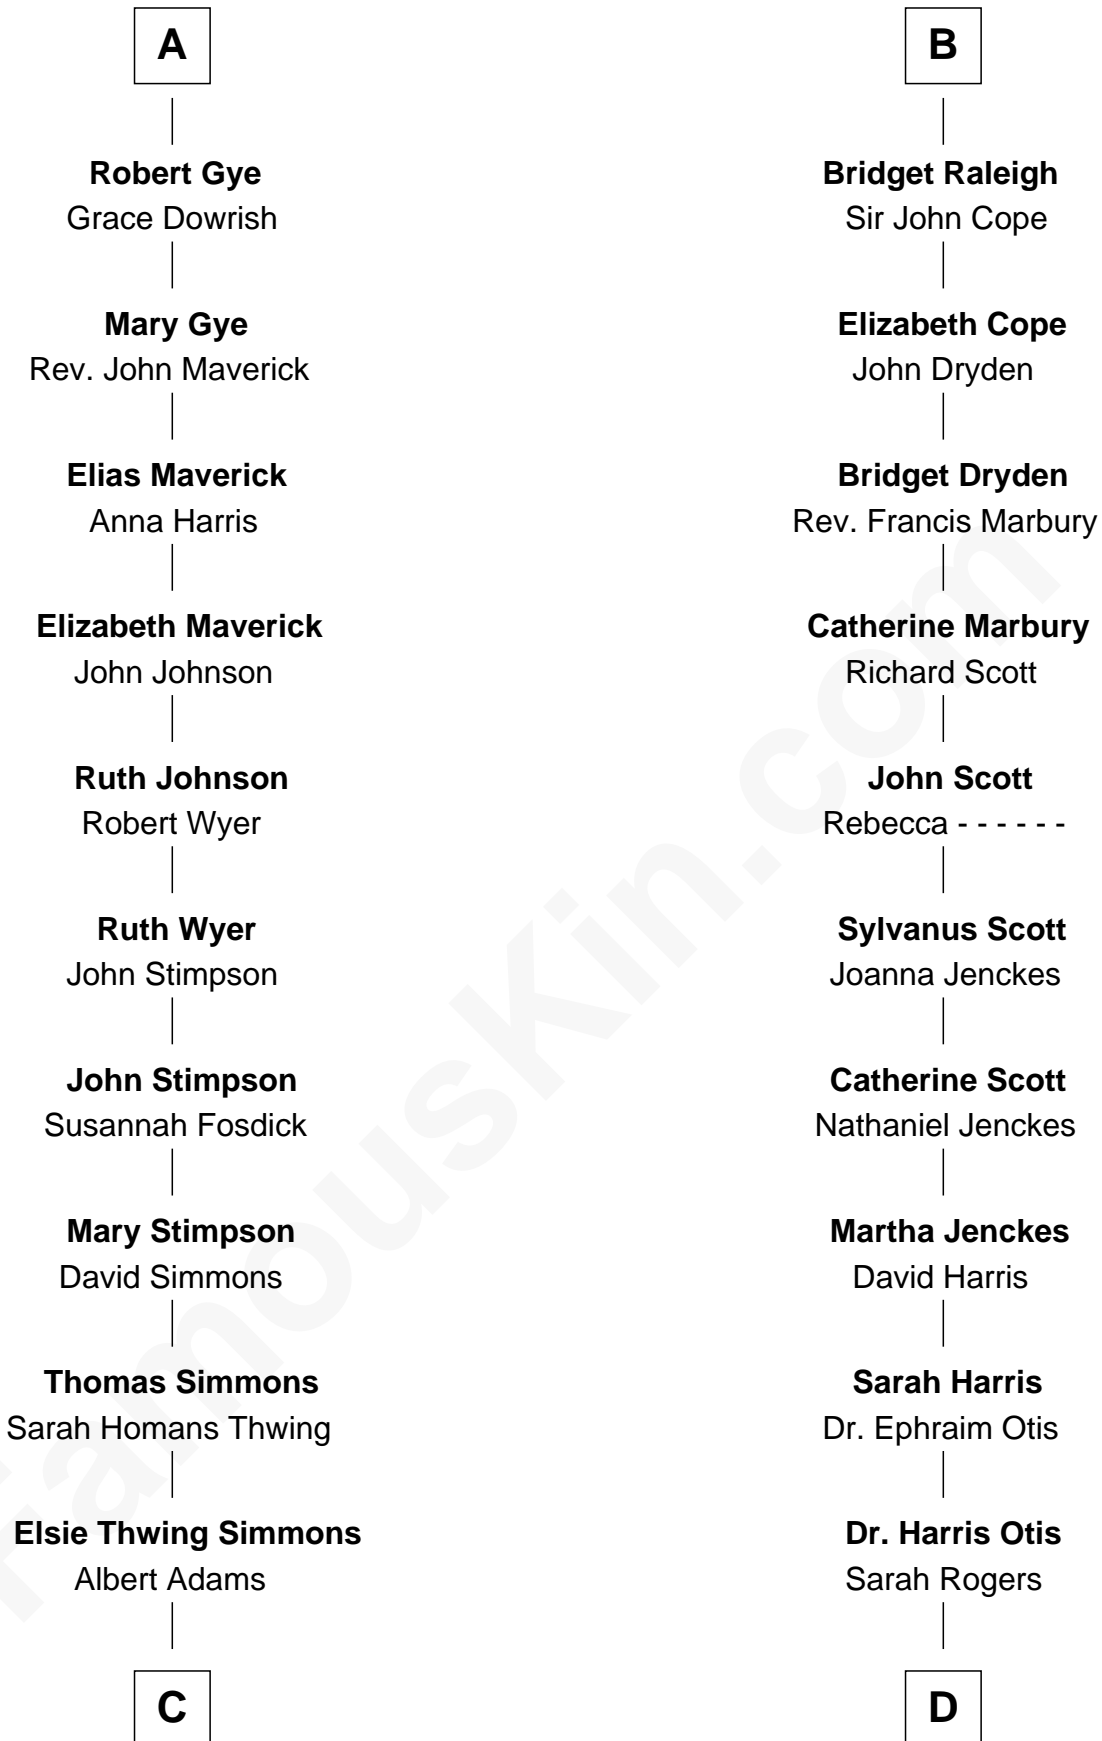 A
Robert Gye
Grace Dowrish
Mary Gye
Rev. John Maverick
Elias Maverick
Anna Harris
Elizabeth Maverick
John Johnson
Ruth Johnson
Robert Wyer
Ruth Wyer
John Stimpson
John Stimpson
Susannah Fosdick
Mary Stimpson
David Simmons
Thomas Simmons
Sarah Homans Thwing
Elsie Thwing Simmons
Albert Adams
C
B
Bridget Raleigh
Sir John Cope
Elizabeth Cope
John Dryden
Bridget Dryden
Rev. Francis Marbury
Catherine Marbury
Richard Scott
John Scott
Rebecca - - - - - -
Sylvanus Scott
Joanna Jenckes
Catherine Scott
Nathaniel Jenckes
Martha Jenckes
David Harris
Sarah Harris
Dr. Ephraim Otis
Dr. Harris Otis
Sarah Rogers
D
FamousKin.com